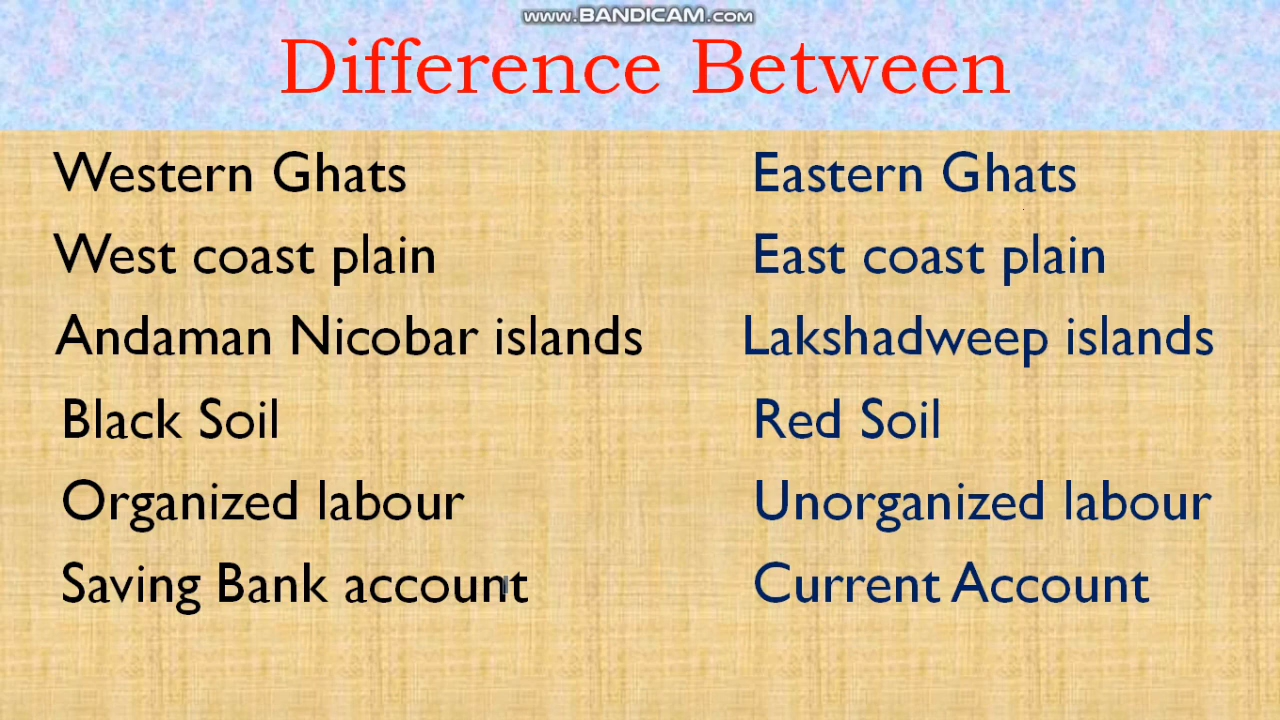 www.BANDICAM.com
Difference Between
Western Ghats Eastern Ghats
West coast plain East coast plain
Andaman Nicobar islands Lakshadweep islands
Black Soil Red Soil
Organized labour Unorganized labour
Saving Bank account Current Account